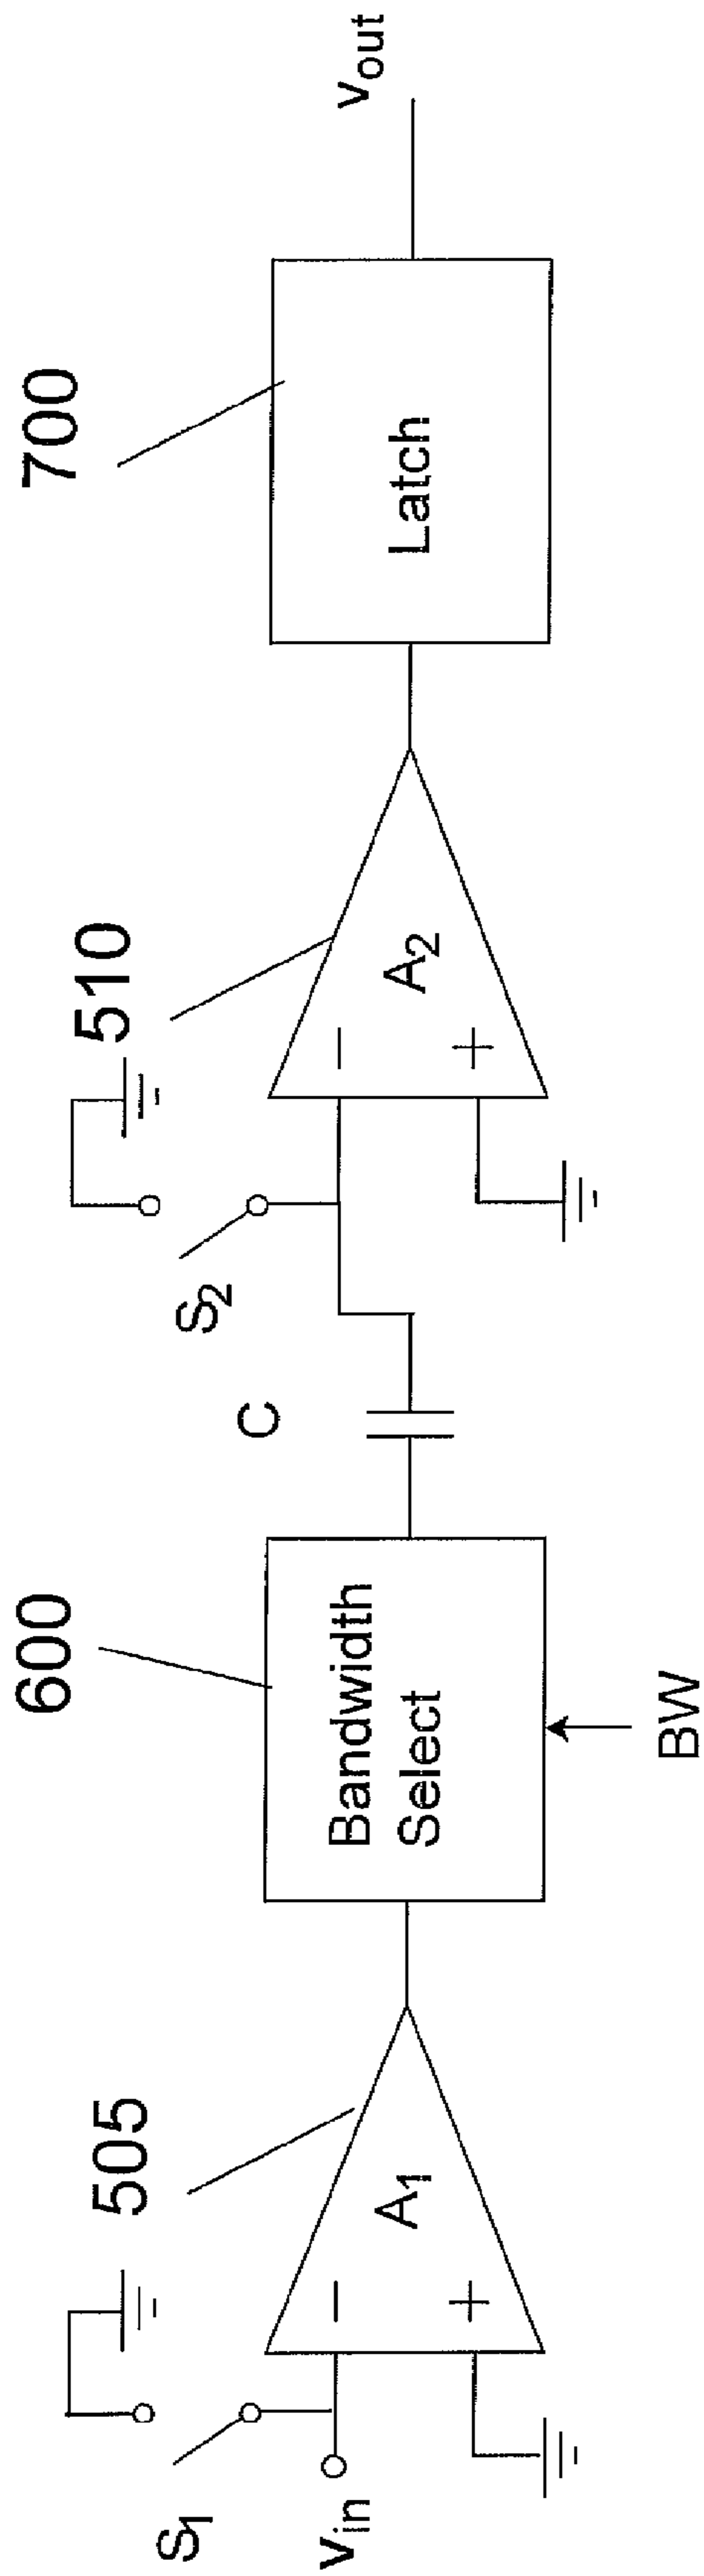 505
600
510
700
S1
A1
Bandwidth
Select
C
S2
A2
Latch
vout
vin
−
+
−
+
BW